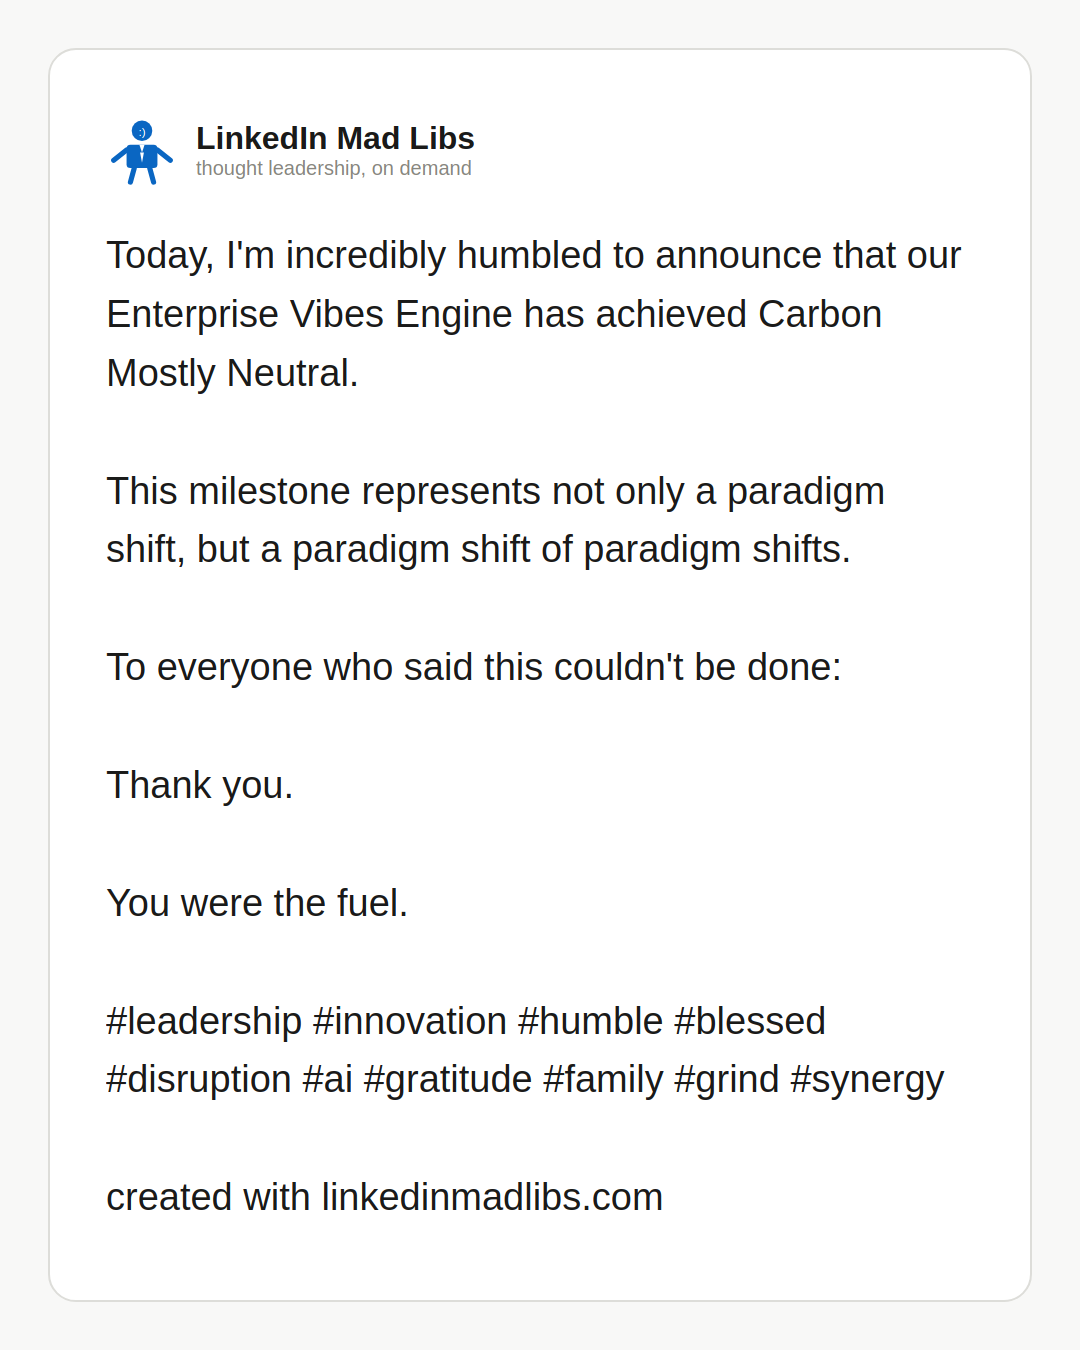 :)
LinkedIn Mad Libs
thought leadership, on demand
Today, I'm incredibly humbled to announce that our
Enterprise Vibes Engine has achieved Carbon
Mostly Neutral.
This milestone represents not only a paradigm
shift, but a paradigm shift of paradigm shifts.
To everyone who said this couldn't be done:
Thank you.
You were the fuel.
#leadership #innovation #humble #blessed
#disruption #ai #gratitude #family #grind #synergy
created with linkedinmadlibs.com